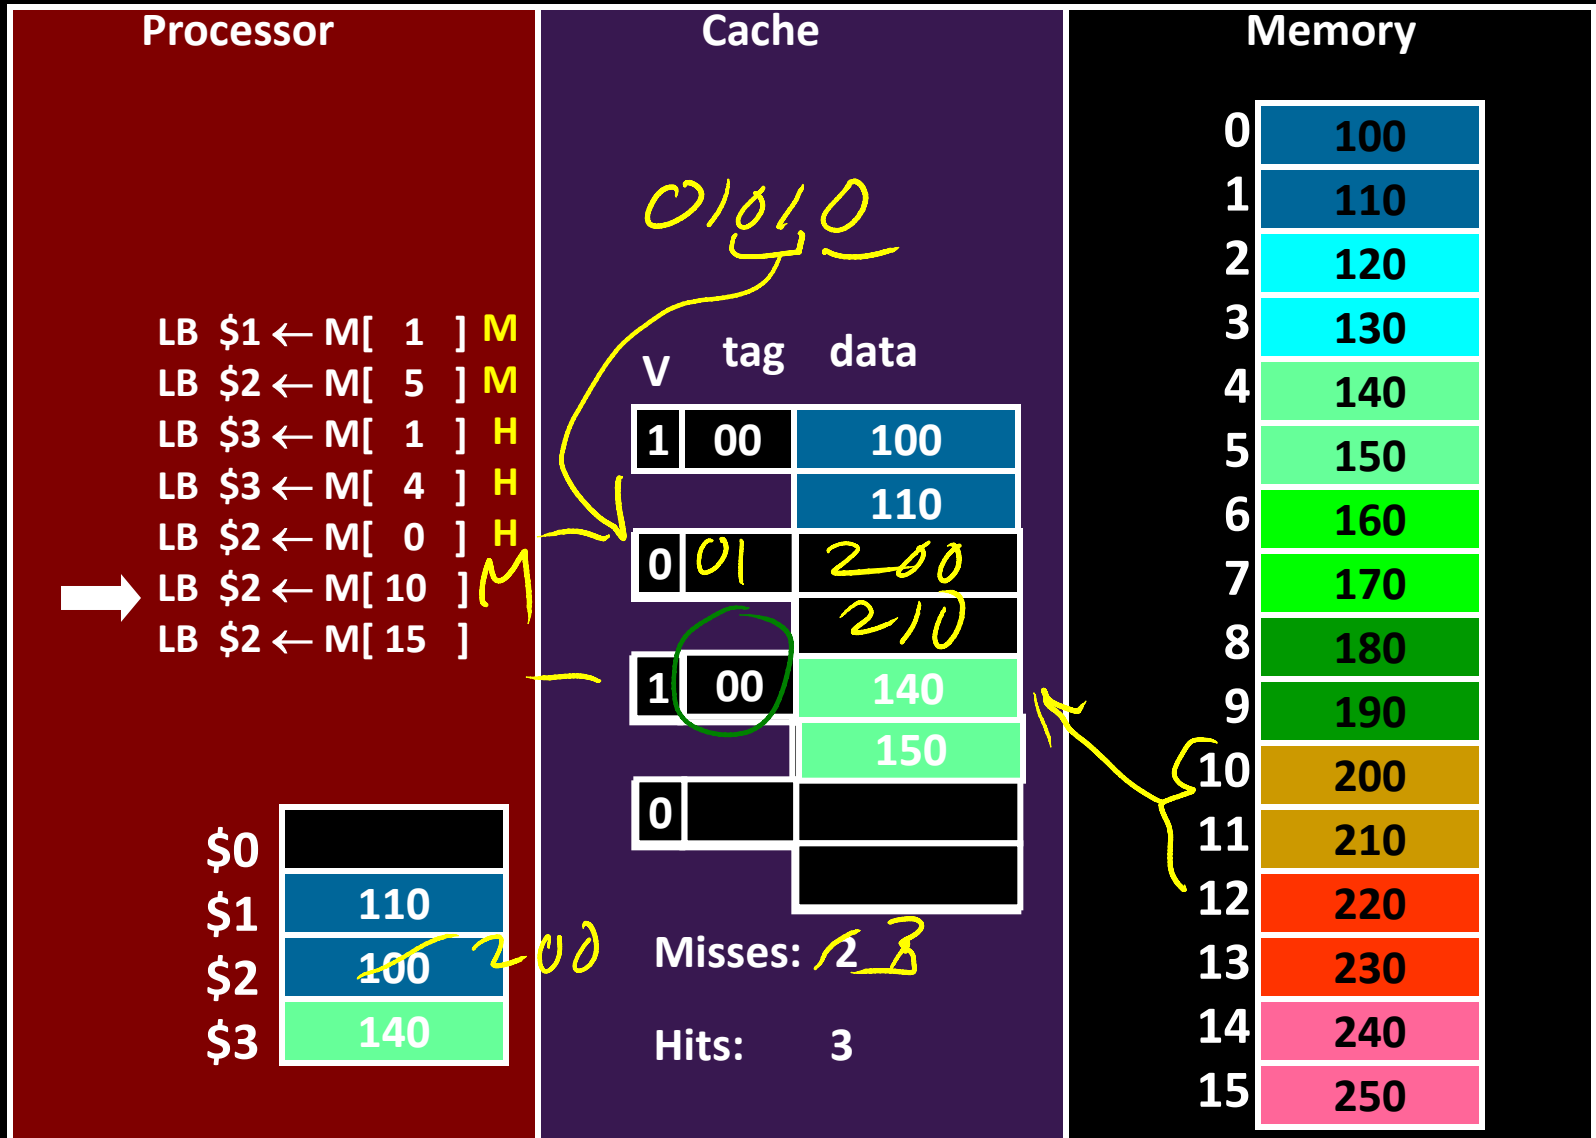 Processor
LB $1 ← M[ 1 ] M
LB $2 ← M[ 5 ] M
LB $3 ← M[ 1 ] H
LB $3 ← M[ 4 ] H
LB $2 ← M[ 0 ] H
LB $2 ← M[ 10 ] M
LB $2 ← M[ 15 ]
$0
$1 110
$2 100 200
$3 140
Cache
01010
V tag data
1 00 100
110
0 01 200
210
1 00 140
150
0
Misses: 2 3
Hits: 3
Memory
0 100
1 110
2 120
3 130
4 140
5 150
6 160
7 170
8 180
9 190
10 200
11 210
12 220
13 230
14 240
15 250